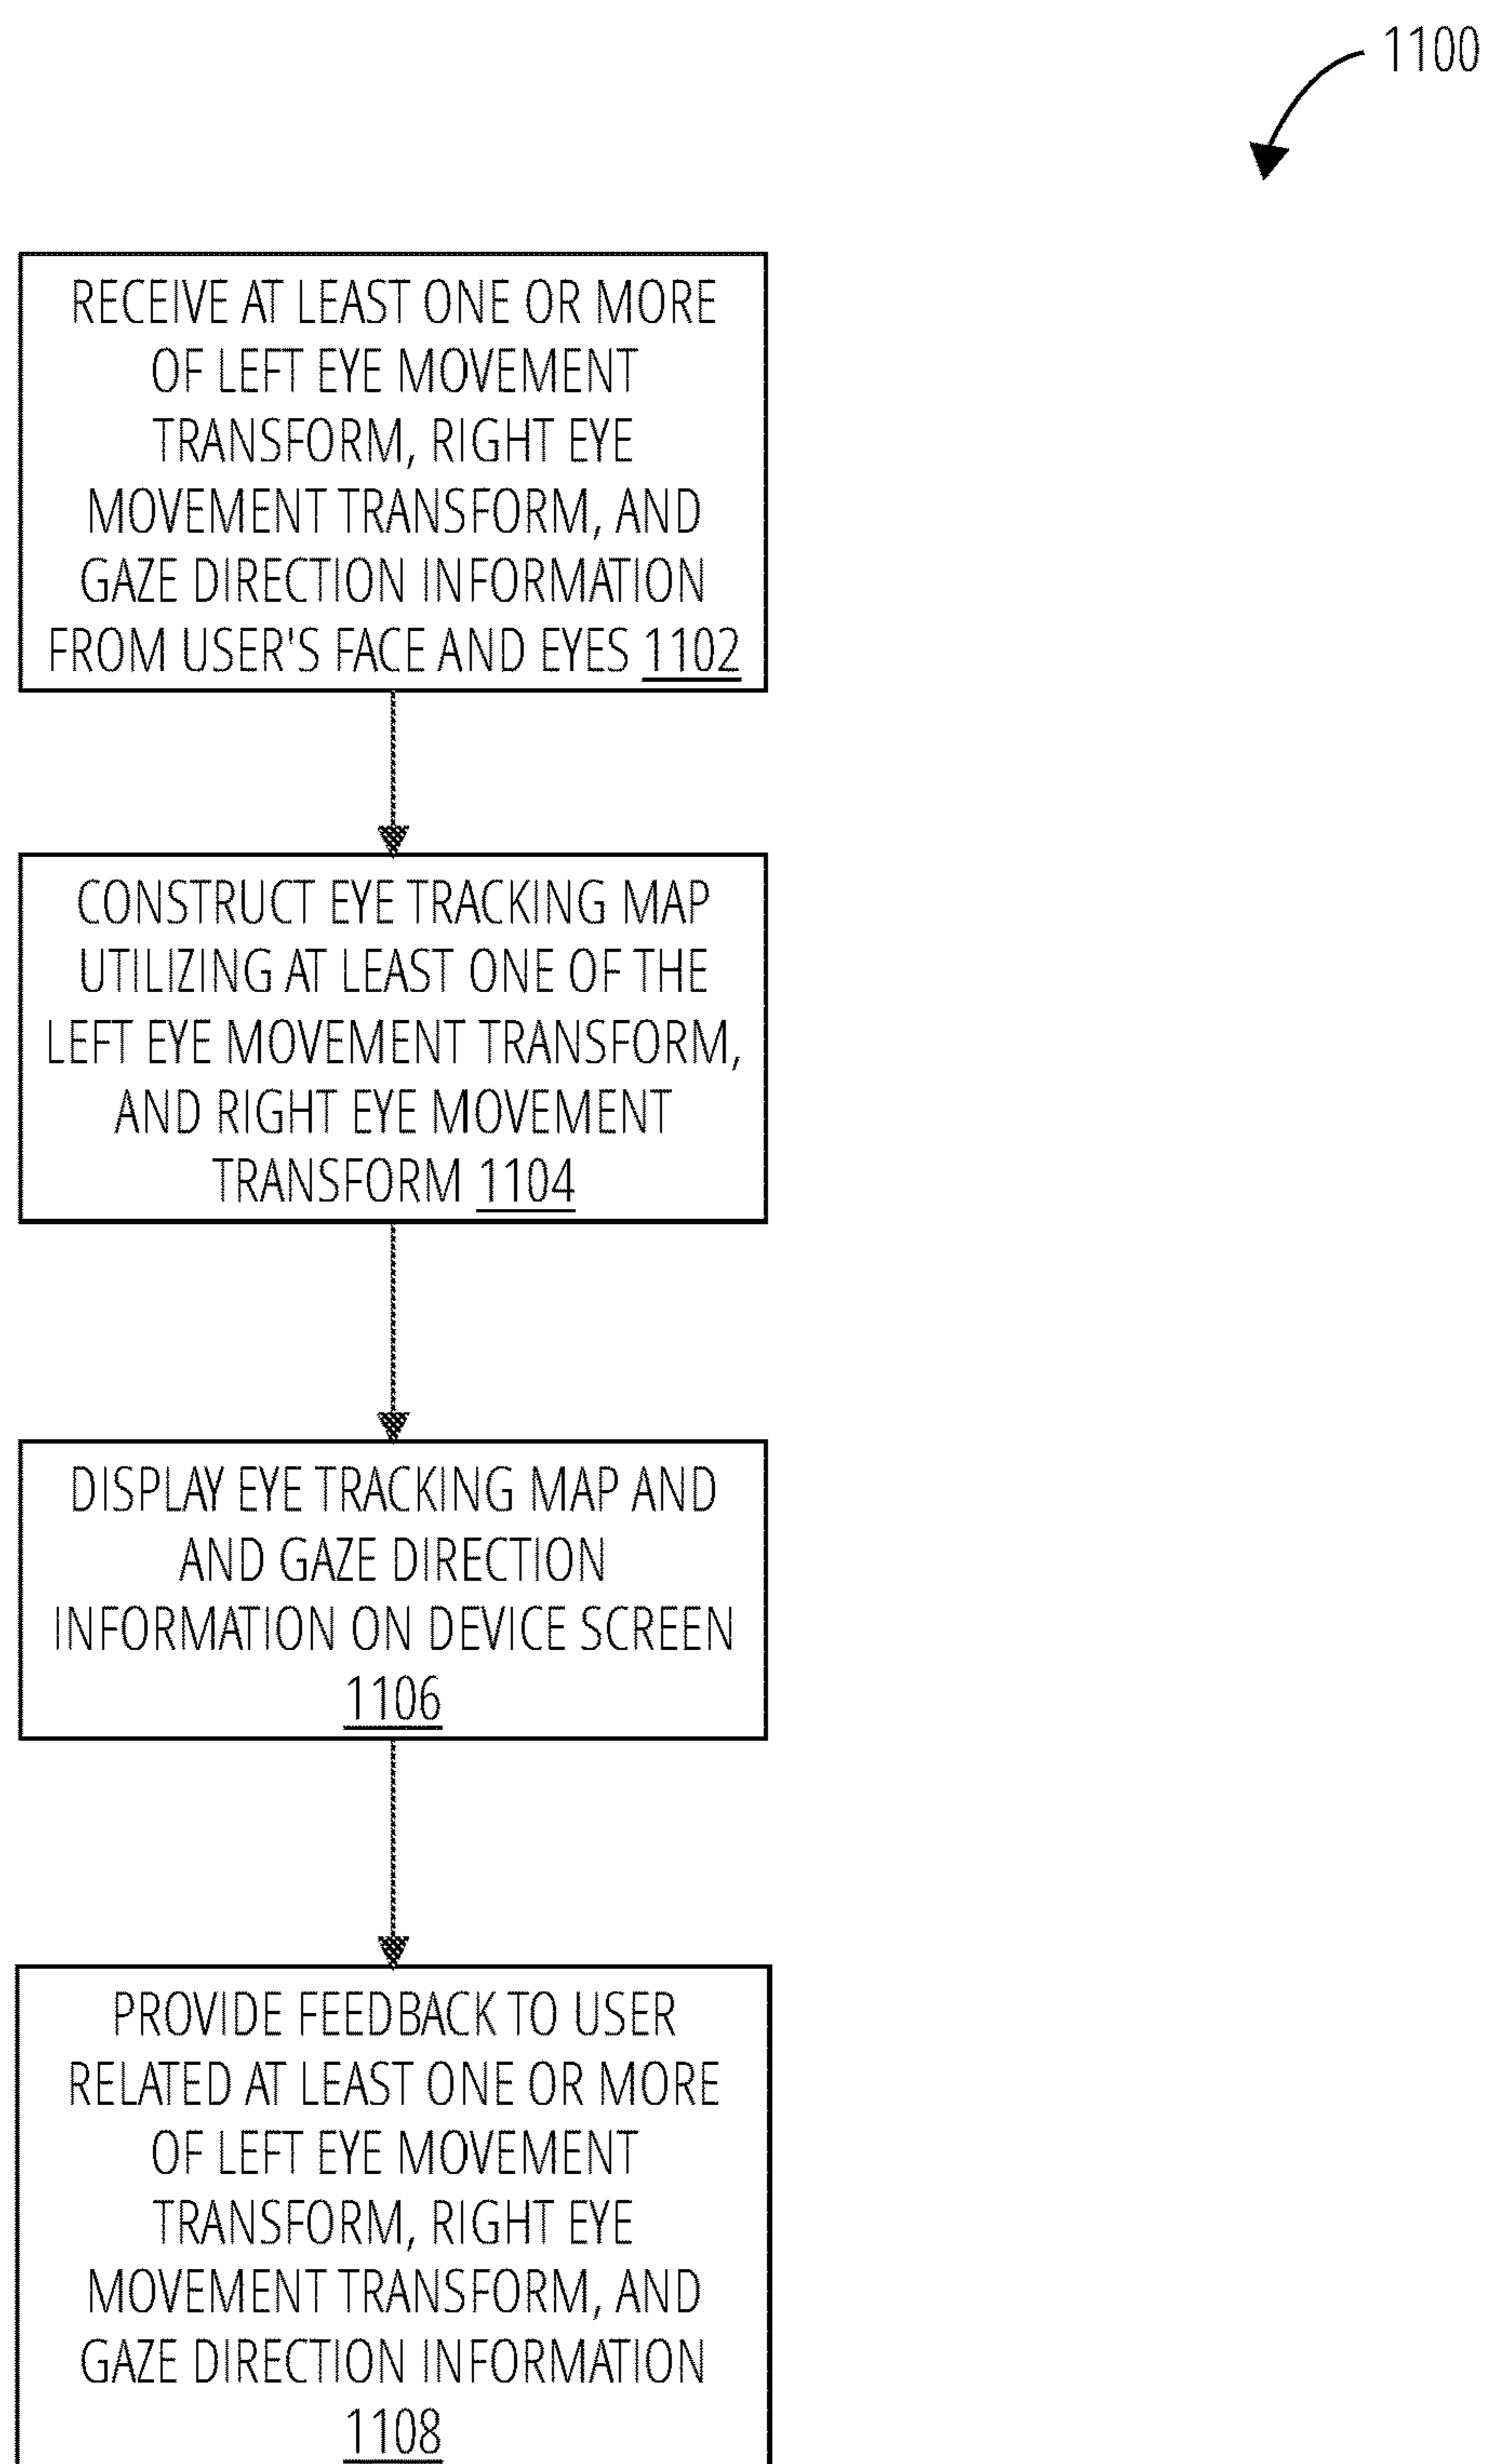 1100
RECEIVE AT LEAST ONE OR MORE
OF LEFT EYE MOVEMENT
TRANSFORM, RIGHT EYE
MOVEMENT TRANSFORM, AND
GAZE DIRECTION INFORMATION
FROM USER'S FACE AND EYES 1102
CONSTRUCT EYE TRACKING MAP
UTILIZING AT LEAST ONE OF THE
LEFT EYE MOVEMENT TRANSFORM,
AND RIGHT EYE MOVEMENT
TRANSFORM 1104
DISPLAY EYE TRACKING MAP AND
AND GAZE DIRECTION
INFORMATION ON DEVICE SCREEN
1106
PROVIDE FEEDBACK TO USER
RELATED AT LEAST ONE OR MORE
OF LEFT EYE MOVEMENT
TRANSFORM, RIGHT EYE
MOVEMENT TRANSFORM, AND
GAZE DIRECTION INFORMATION
1108